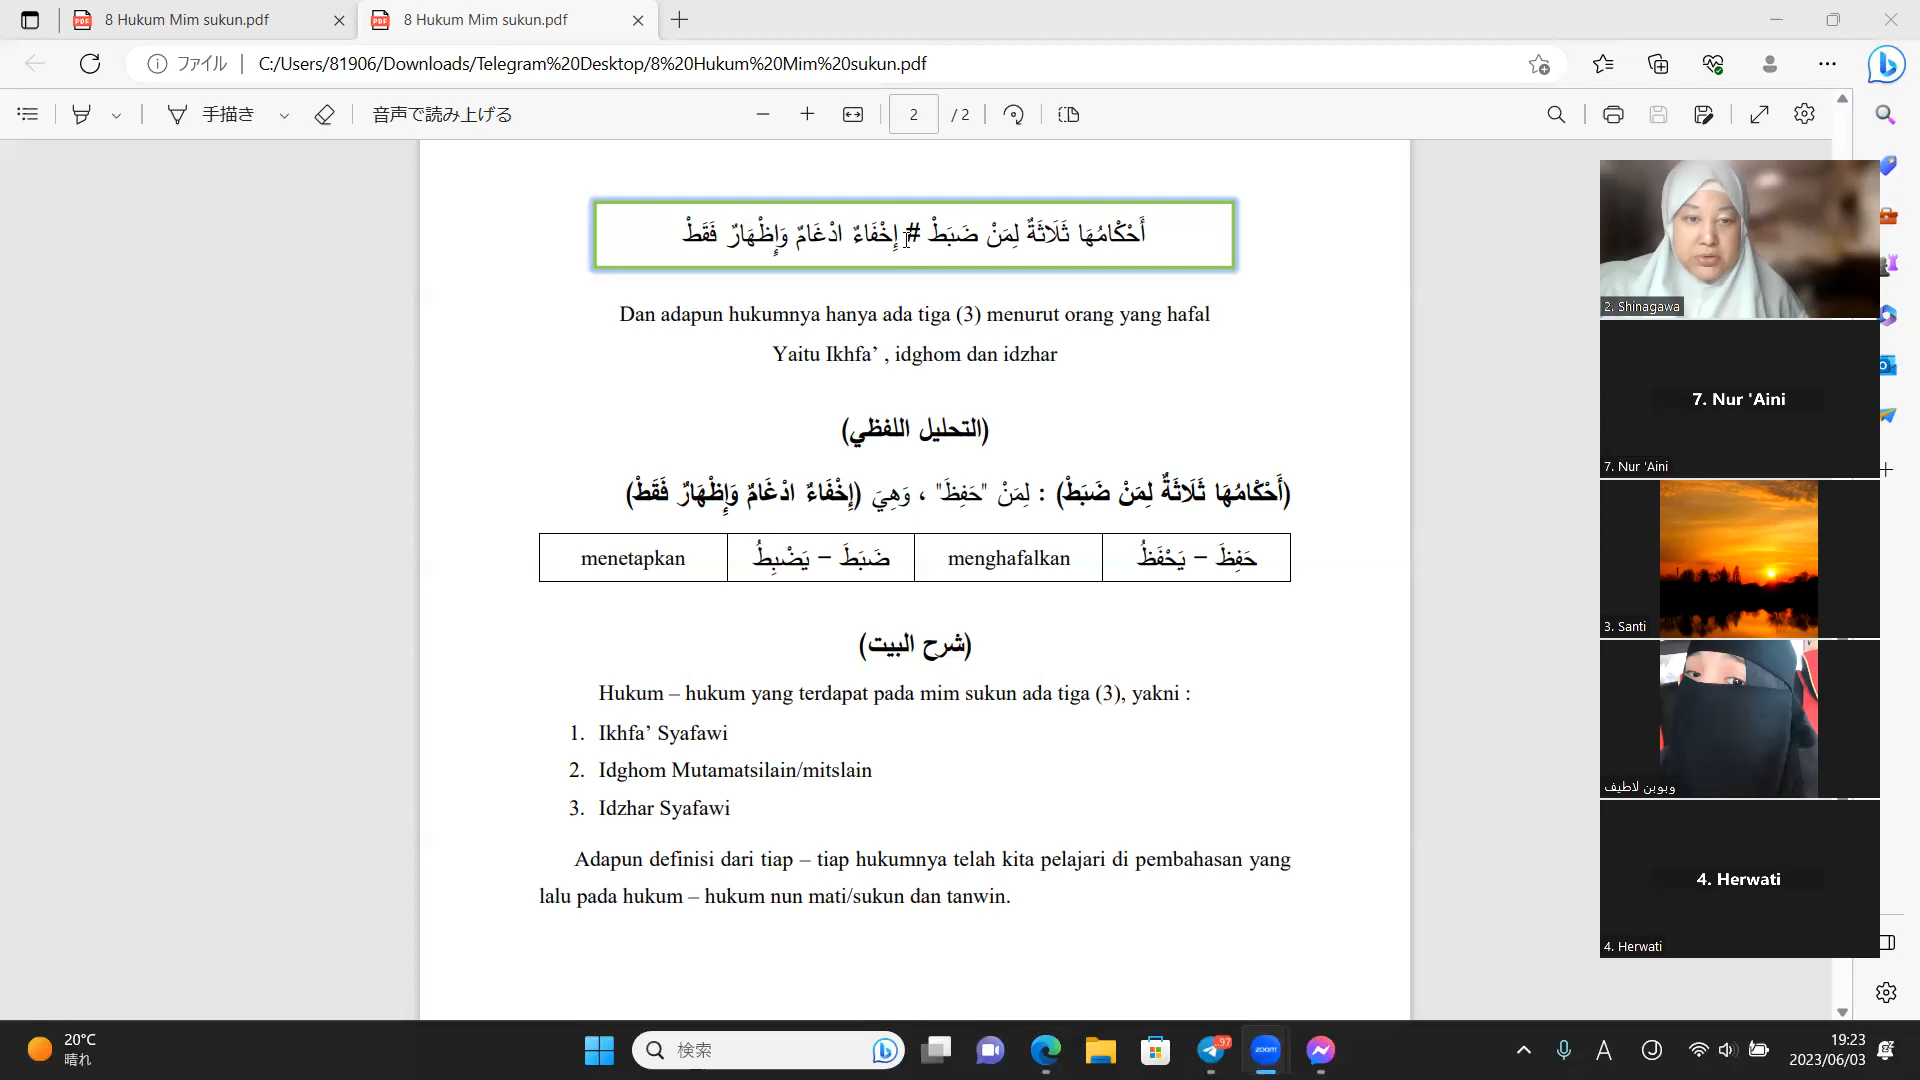 8 Hukum Mim sukun.pdf
8 Hukum Mim sukun.pdf
ファイル
C:/Users/81906/Downloads/Telegram%20Desktop/8%20Hukum%20Mim%20sukun.pdf
手描き
音声で読み上げる
2
/ 2
أَحْكَامُهَا ثَلَاثَةٌ لِمَنْ ضَبَطْ # إِخْفَاءٌ ادْغَامٌ وَإِظْهَارٌ فَقَطْ
Dan adapun hukumnya hanya ada tiga (3) menurut orang yang hafal
Yaitu Ikhfa’ , idghom dan idzhar
(التحليل اللفظي)
(أَحْكَامُهَا ثَلَاثَةٌ لِمَنْ ضَبَطْ) : لِمَنْ "حَفِظَ" ، وَهِيَ (إِخْفَاءٌ ادْغَامٌ وَإِظْهَارٌ فَقَطْ)
حَفِظَ – يَحْفَظُ
menghafalkan
ضَبَطَ – يَضْبِطُ
menetapkan
(شرح البيت)
Hukum – hukum yang terdapat pada mim sukun ada tiga (3), yakni :
1. Ikhfa’ Syafawi
2. Idghom Mutamatsilain/mitslain
3. Idzhar Syafawi
Adapun definisi dari tiap – tiap hukumnya telah kita pelajari di pembahasan yang
lalu pada hukum – hukum nun mati/sukun dan tanwin.
2. Shinagawa
7. Nur 'Aini
7. Nur 'Aini
3. Santi
وبوبن لاطيف
4. Herwati
4. Herwati
20°C
晴れ
検索
97
zoom
A
19:23
2023/06/03